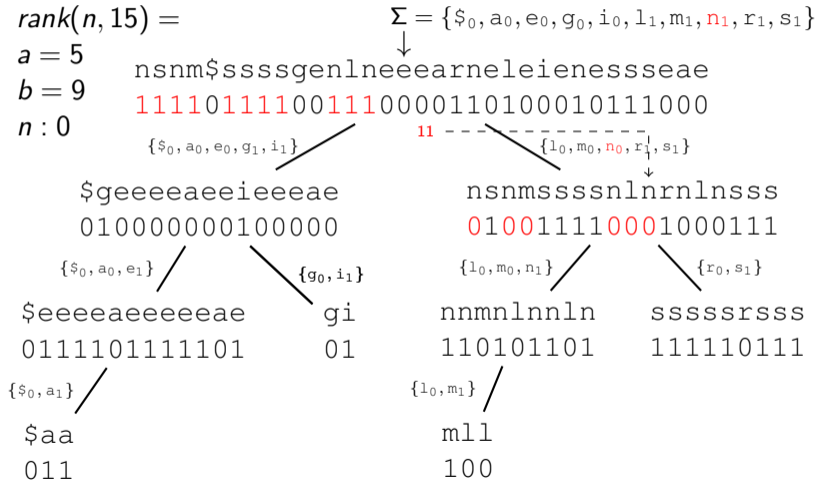 rank(n, 15) =
Σ = {$₀, a₀, e₀, g₀, i₀, l₁, m₁, n₁, r₁, s₁}
a = 5
b = 9
n : 0
nsnm$ssssgenlneeearneleienessseae
111101111001110000110100010111000
11
{$₀, a₀, e₀, g₁, i₁}
{l₀, m₀, n₀, r₁, s₁}
$geeeeaeeieeeae
nsnmssssnlnrnlnsss
010000000100000
010011110001000111
{$₀, a₀, e₁}
{g₀, i₁}
{l₀, m₀, n₁}
{r₀, s₁}
$eeeeaeeeeeae
gi
nnmnlnnln
sssssrsss
0111101111101
01
110101101
111110111
{$₀, a₁}
{l₀, m₁}
$aa
mll
011
100